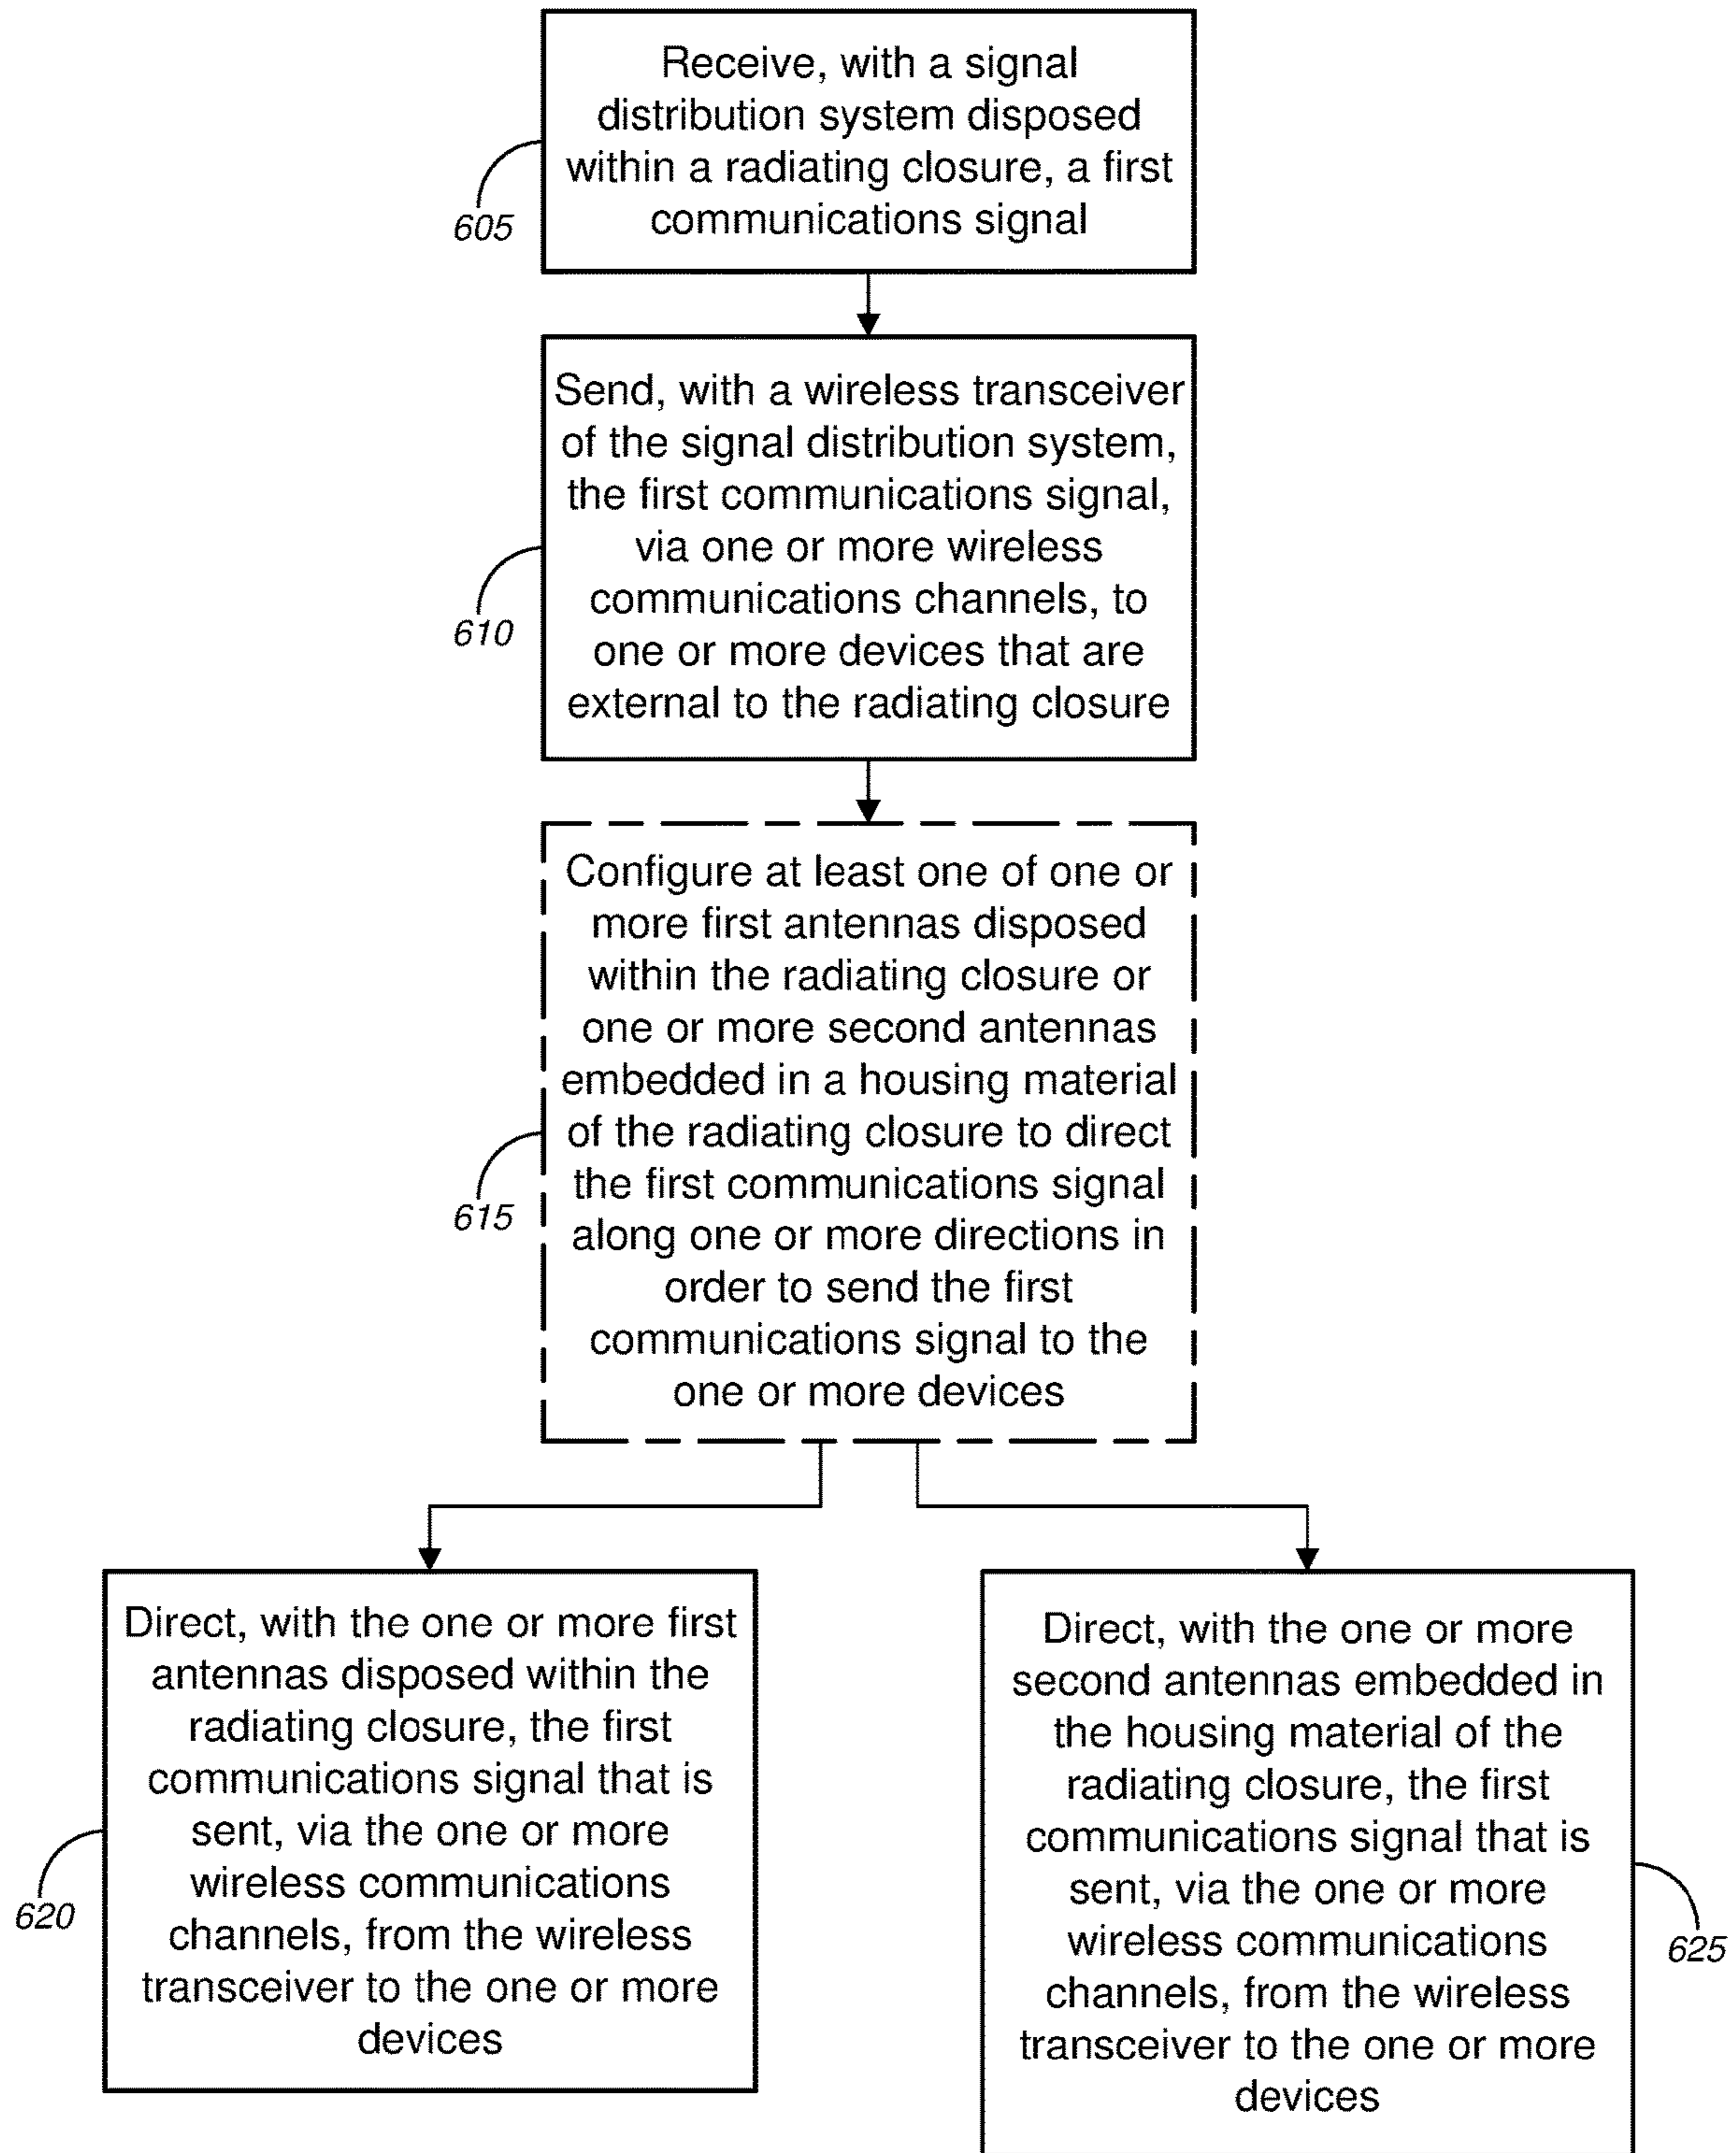 Receive, with a signal
distribution system disposed
within a radiating closure, a first
communications signal
605
Send, with a wireless transceiver
of the signal distribution system,
the first communications signal,
via one or more wireless
communications channels, to
one or more devices that are
external to the radiating closure
610
Configure at least one of one or
more first antennas disposed
within the radiating closure or
one or more second antennas
embedded in a housing material
of the radiating closure to direct
the first communications signal
along one or more directions in
order to send the first
communications signal to the
one or more devices
615
Direct, with the one or more first
antennas disposed within the
radiating closure, the first
communications signal that is
sent, via the one or more
wireless communications
channels, from the wireless
transceiver to the one or more
devices
620
Direct, with the one or more
second antennas embedded in
the housing material of the
radiating closure, the first
communications signal that is
sent, via the one or more
wireless communications
channels, from the wireless
transceiver to the one or more
devices
625